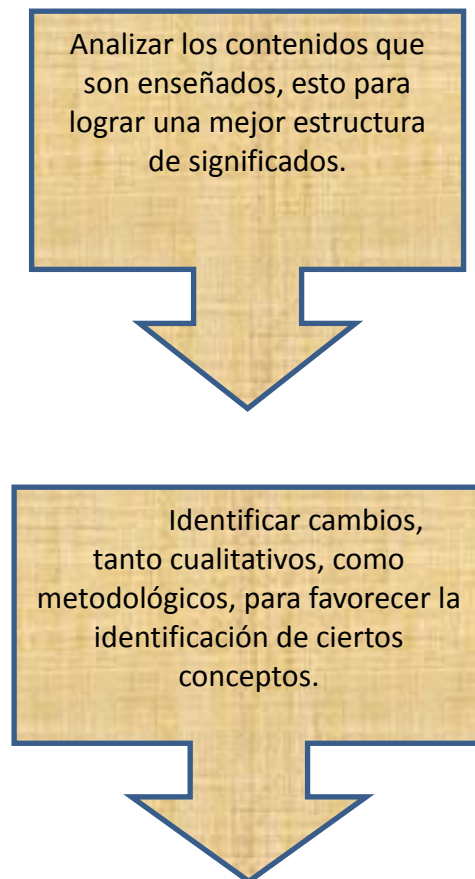 Analizar los contenidos que
son enseñados, esto para
lograr una mejor estructura
de significados.
Identificar cambios,
tanto cualitativos, como
metodológicos, para favorecer la
identificación de ciertos
conceptos.